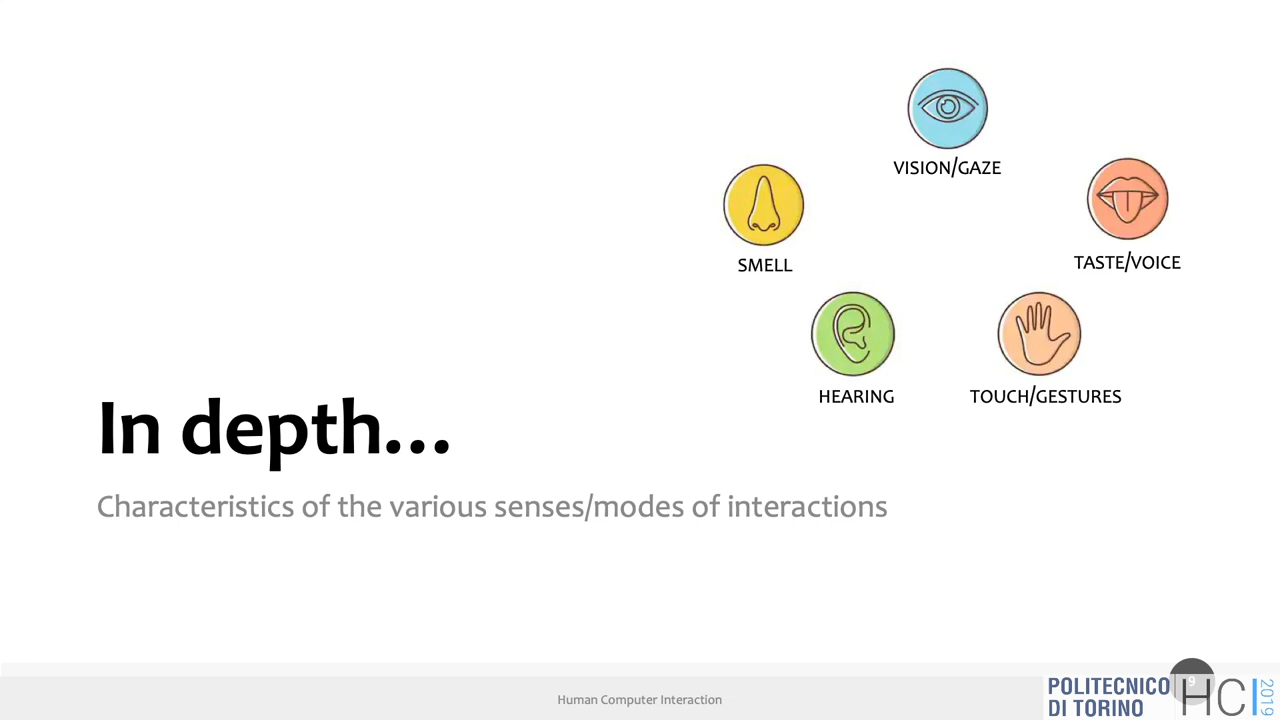 VISION/GAZE
SMELL
TASTE/VOICE
HEARING
TOUCH/GESTURES
In depth...
Characteristics of the various senses/modes of interactions
Human Computer Interaction
POLITECNICO
DI TORINO
9
HCI
2019